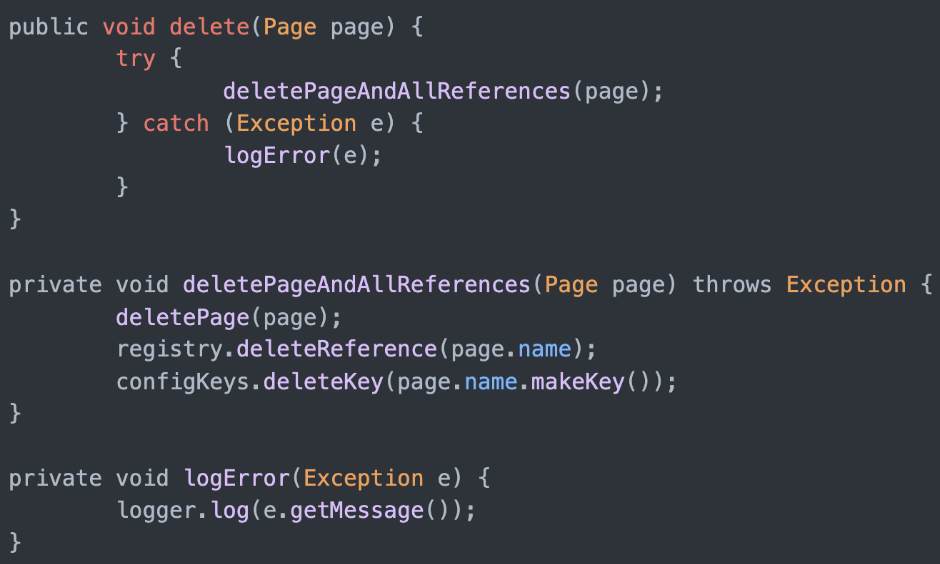 public void delete(Page page) {
try {
deletePageAndAllReferences(page);
} catch (Exception e) {
logError(e);
}
}
private void deletePageAndAllReferences(Page page) throws Exception {
deletePage(page);
registry.deleteReference(page.name);
configKeys.deleteKey(page.name.makeKey());
}
private void logError(Exception e) {
logger.log(e.getMessage());
}